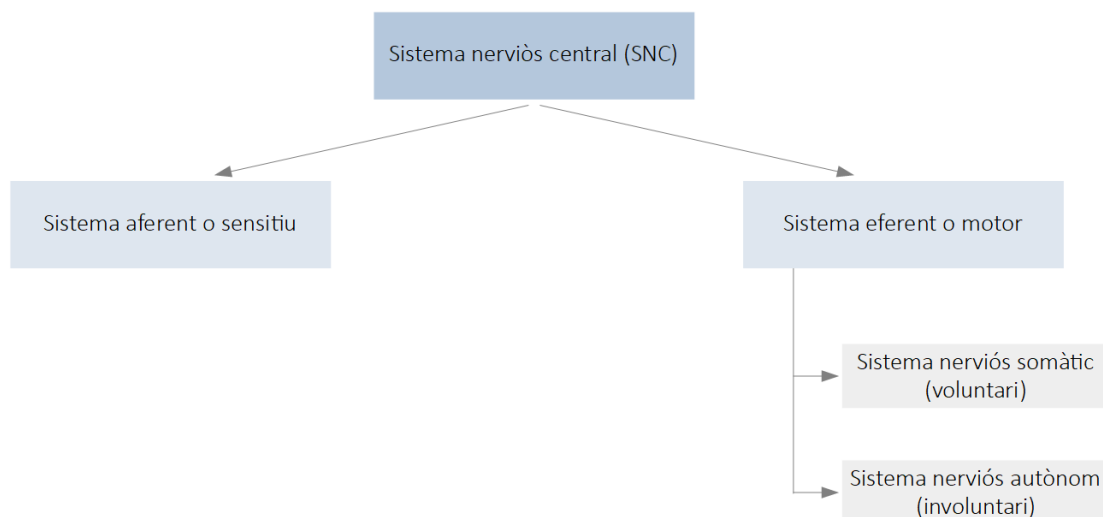 Sistema nerviòs central (SNC)
Sistema aferent o sensitiu
Sistema eferent o motor
Sistema nerviós somàtic
(voluntari)
Sistema nerviós autònom
(involuntari)